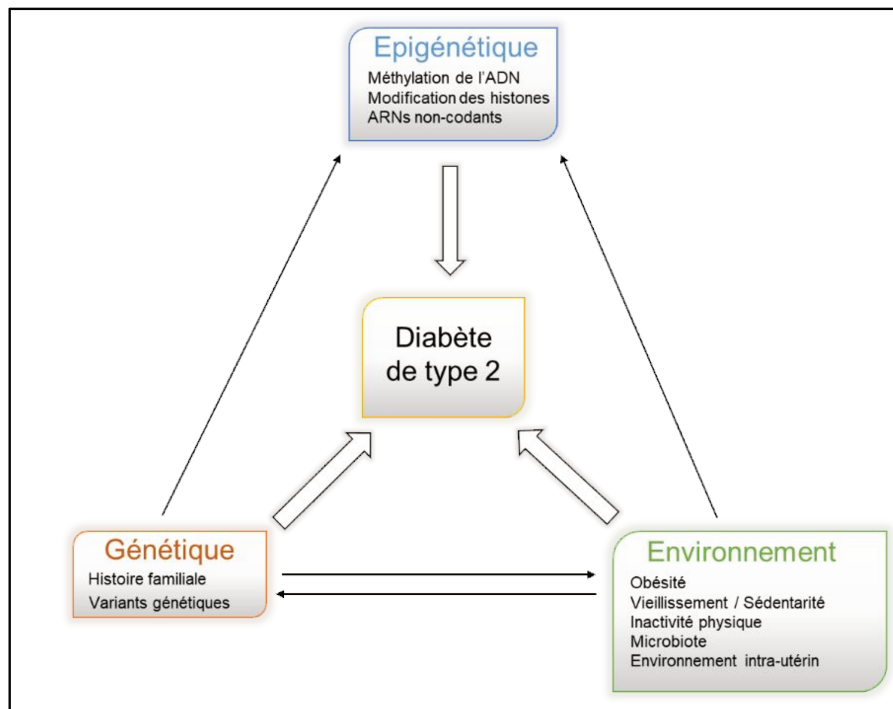 Epigénétique
Méthylation de l'ADN
Modification des histones
ARNs non-codants
Diabète
de type 2
Génétique
Histoire familiale
Variants génétiques
Environnement
Obésité
Vieillissement / Sédentarité
Inactivité physique
Microbiote
Environnement intra-utérin